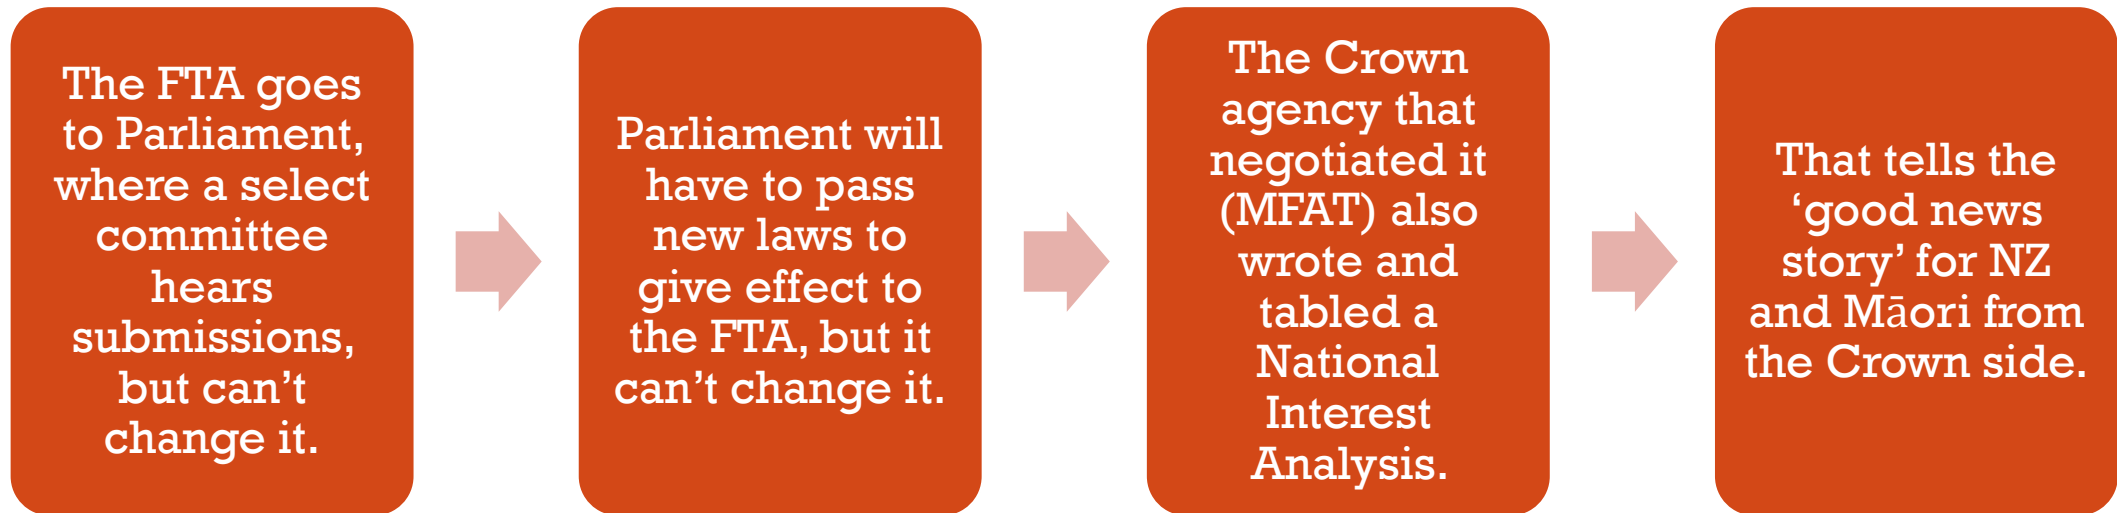 The FTA goes
to Parliament,
where a select
committee
hears
submissions,
but can’t
change it.
Parliament will
have to pass
new laws to
give effect to
the FTA, but it
can’t change it.
The Crown
agency that
negotiated it
(MFAT) also
wrote and
tabled a
National
Interest
Analysis.
That tells the
‘good news
story’ for NZ
and Māori from
the Crown side.